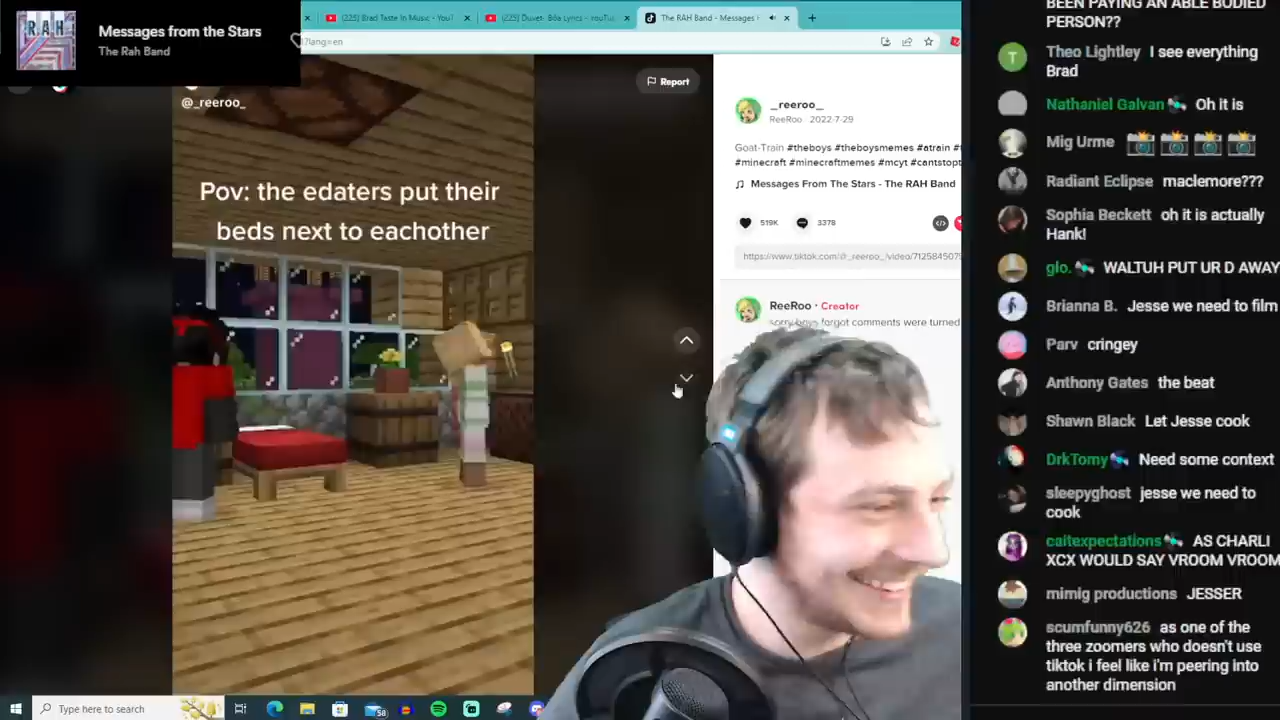 Messages from the Stars
The Rah Band
RAH
(225) Brad Taste In Music - YouT
(225) Duvet- Bôa Lyrics - YouTu
The RAH Band - Messages F
?lang=en
@_reeroo_
Report
Pov: the edaters put their
beds next to eachother
_reeroo_
ReeRoo · 2022-7-29
Goat-Train #theboys #theboysmemes #atrain #
#minecraft #minecraftmemes #mcyt #cantstopt
Messages From The Stars - The RAH Band
519K
3378
https://www.tiktok.com/@_reeroo_/video/71258450
ReeRoo · Creator
sorry boys forgot comments were turned
Type here to search
58
BEEN PAYING AN ABLE BODIED
PERSON??
T
Theo Lightley I see everything
Brad
Nathaniel Galvan Oh it is
Mig Urme
Radiant Eclipse maclemore???
Sophia Beckett oh it is actually
Hank!
glo. WALTUH PUT UR D AWAY
Brianna B. Jesse we need to film
Parv cringey
Anthony Gates the beat
Shawn Black Let Jesse cook
DrkTomy Need some context
sleepyghost jesse we need to
cook
caitexpectations AS CHARLI
XCX WOULD SAY VROOM VROOM
mimig productions JESSER
scumfunny626 as one of the
three zoomers who doesn't use
tiktok i feel like i'm peering into
another dimension